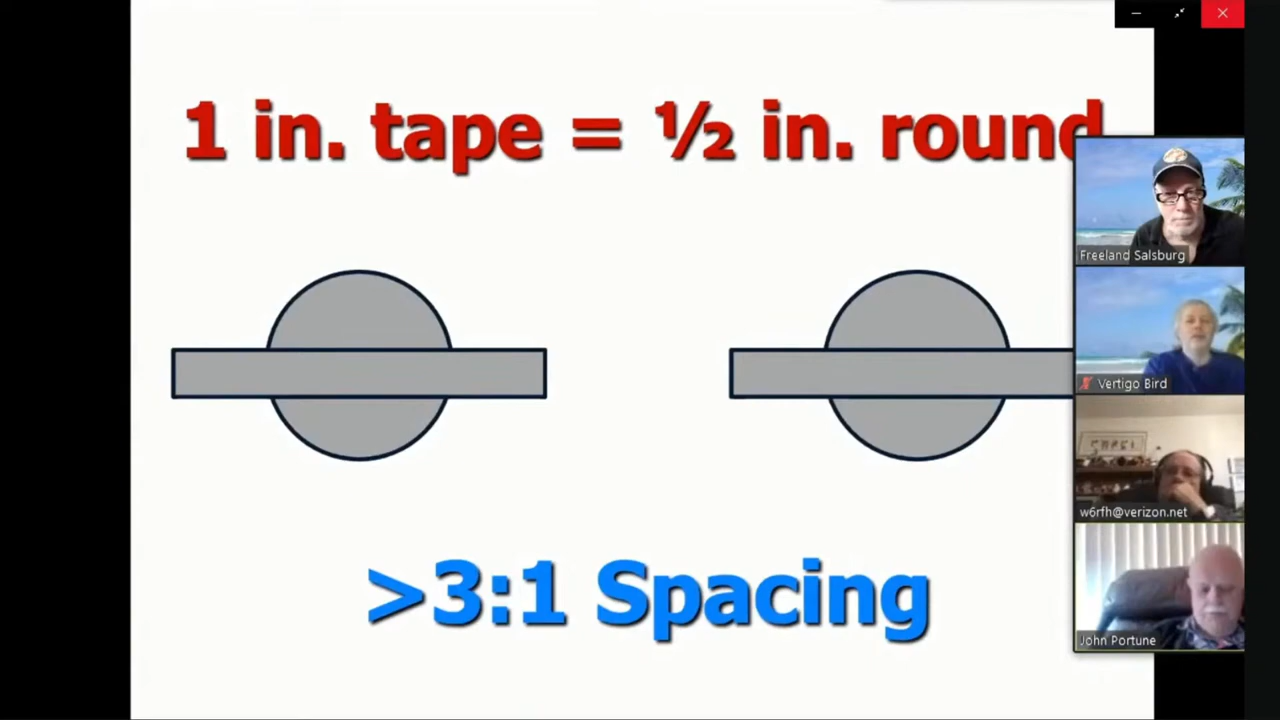 1 in. tape = ½ in. round
Freeland Salsburg
Vertigo Bird
w6rfh@verizon.net
John Portune
>3:1 Spacing